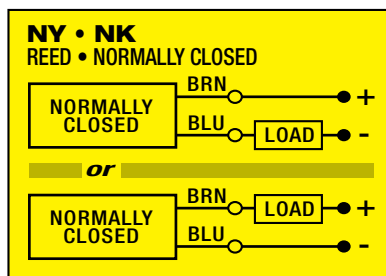 NY • NK
REED • NORMALLY CLOSED
BRN +
NORMALLY
CLOSED
BLU LOAD -
or
BRN LOAD +
NORMALLY
CLOSED
BLU -